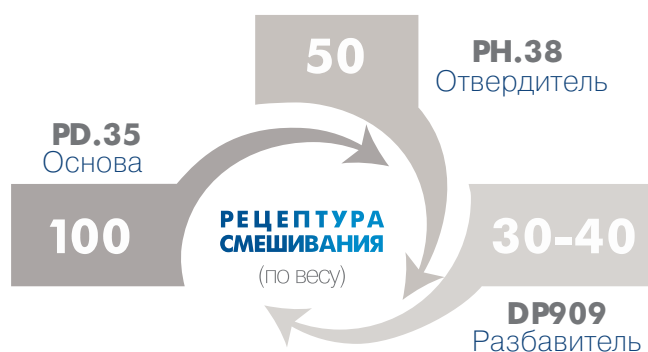 PD.35
Основа
100
50
PH.38
Отвердитель
30-40
DP909
Разбавитель
РЕЦЕПТУРА
СМЕШИВАНИЯ
(по весу)